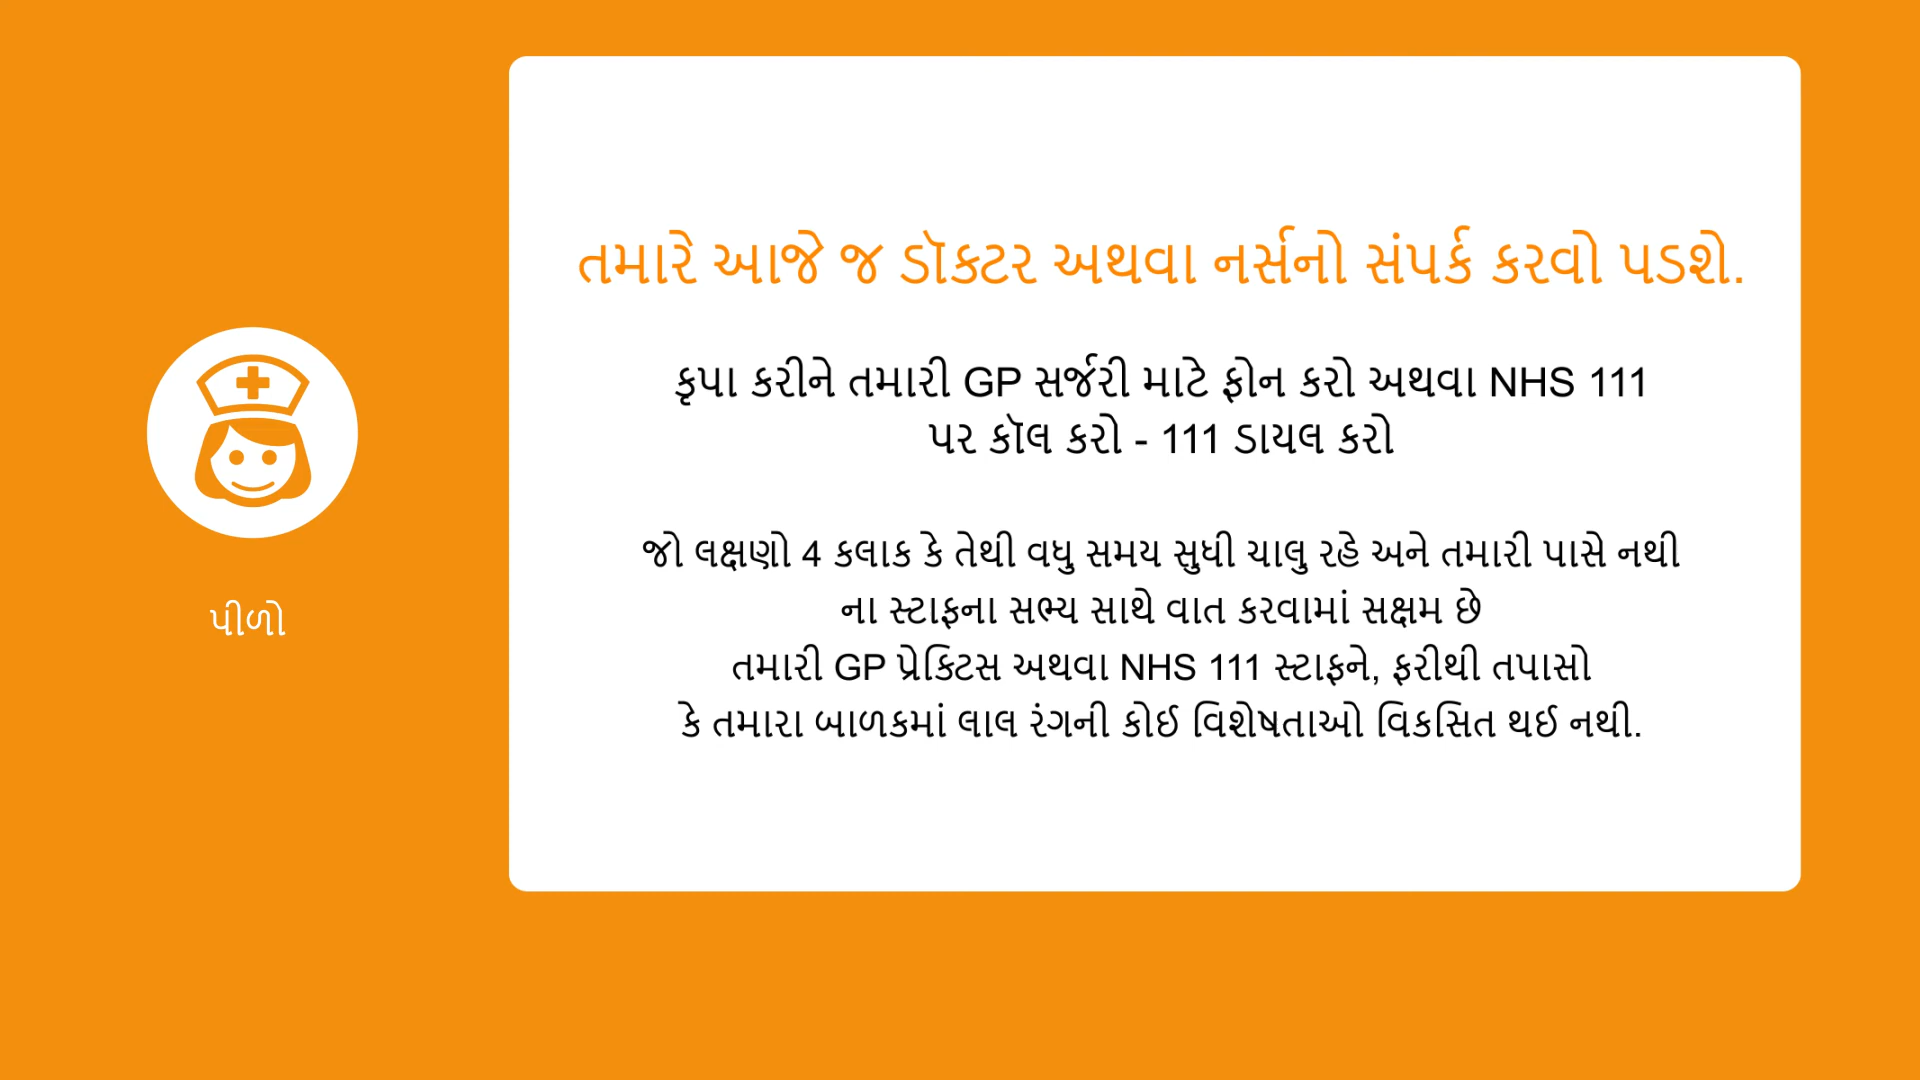 તમારે આજે જ ડૉક્ટર અથવા નર્સનો સંપર્ક કરવો પડશે.
કૃપા કરીને તમારી GP સર્જરી માટે ફોન કરો અથવા NHS 111
પર કૉલ કરો - 111 ડાયલ કરો
જો લક્ષણો 4 કલાક કે તેથી વધુ સમય સુધી ચાલુ રહે અને તમારી પાસે નથી
ના સ્ટાફના સભ્ય સાથે વાત કરવામાં સક્ષમ છે
તમારી GP પ્રેક્ટિસ અથવા NHS 111 સ્ટાફને, ફરીથી તપાસો
કે તમારા બાળકમાં લાલ રંગની કોઈ વિશેષતાઓ વિકસિત થઈ નથી.
પીળો